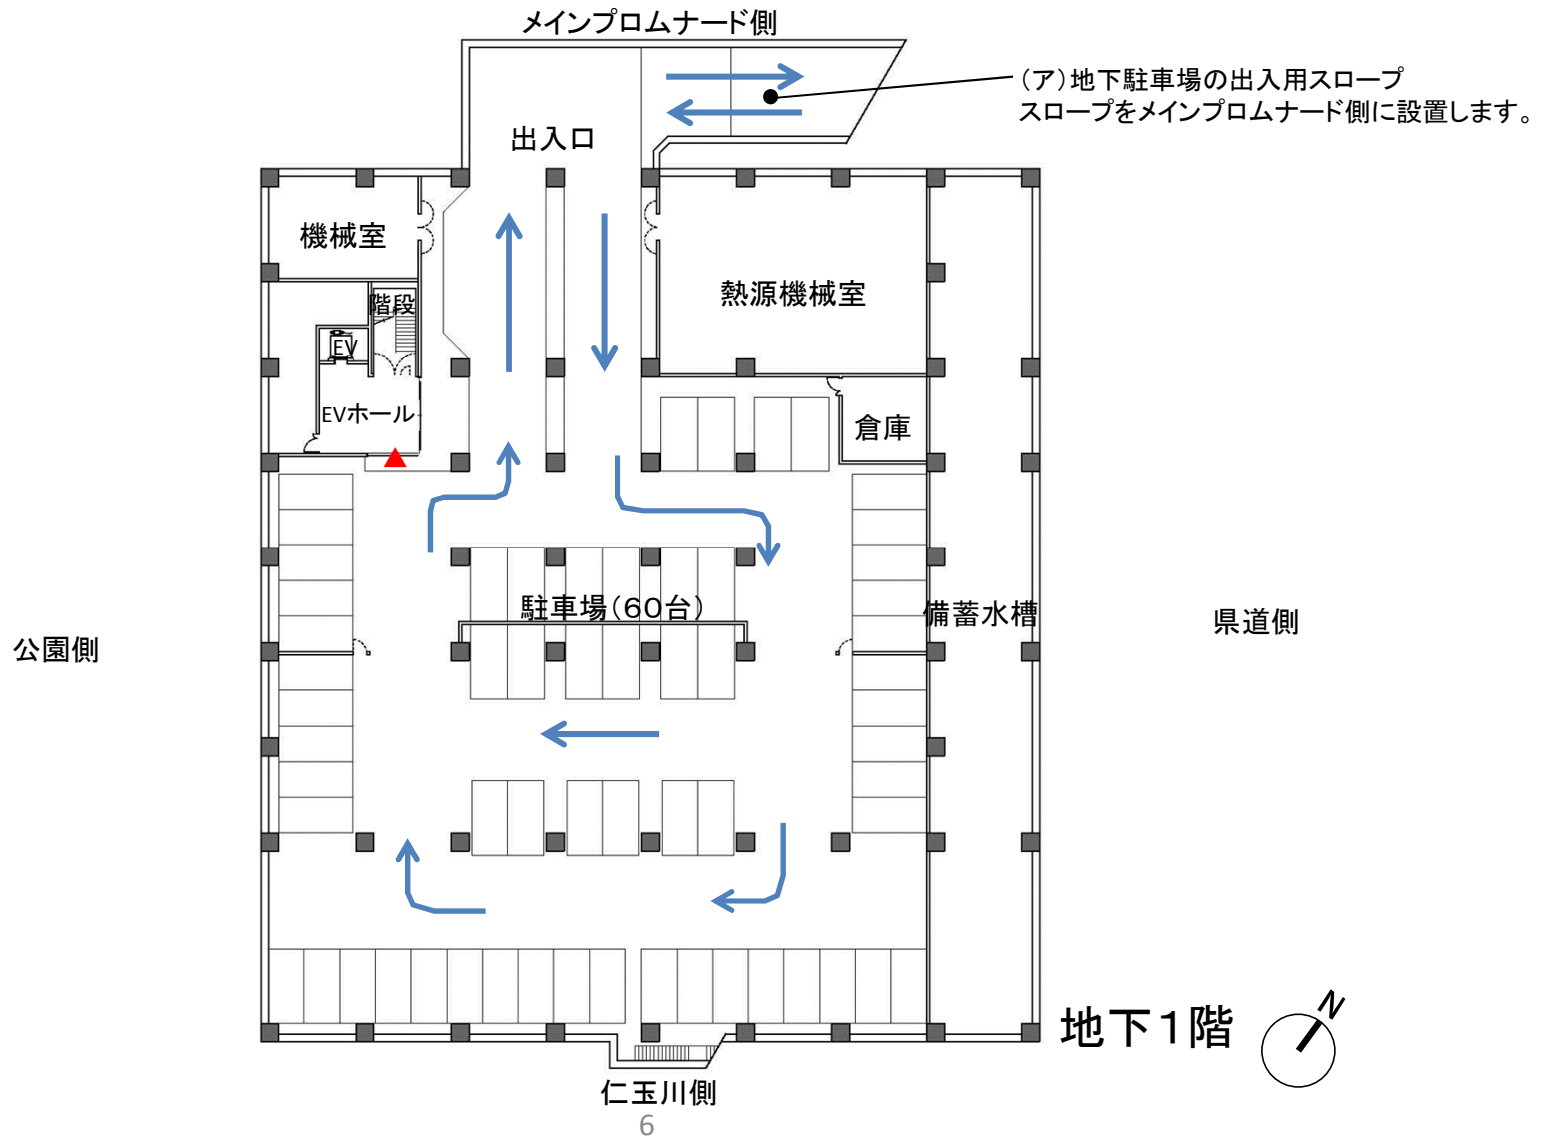 メインプロムナード側
(ア)地下駐車場の出入用スロープ
スロープをメインプロムナード側に設置します。
出入口
機械室
階段
熱源機械室
EV
EVホール
倉庫
駐車場(60台)
備蓄水槽
県道側
公園側
N
地下1階
仁玉川側
6